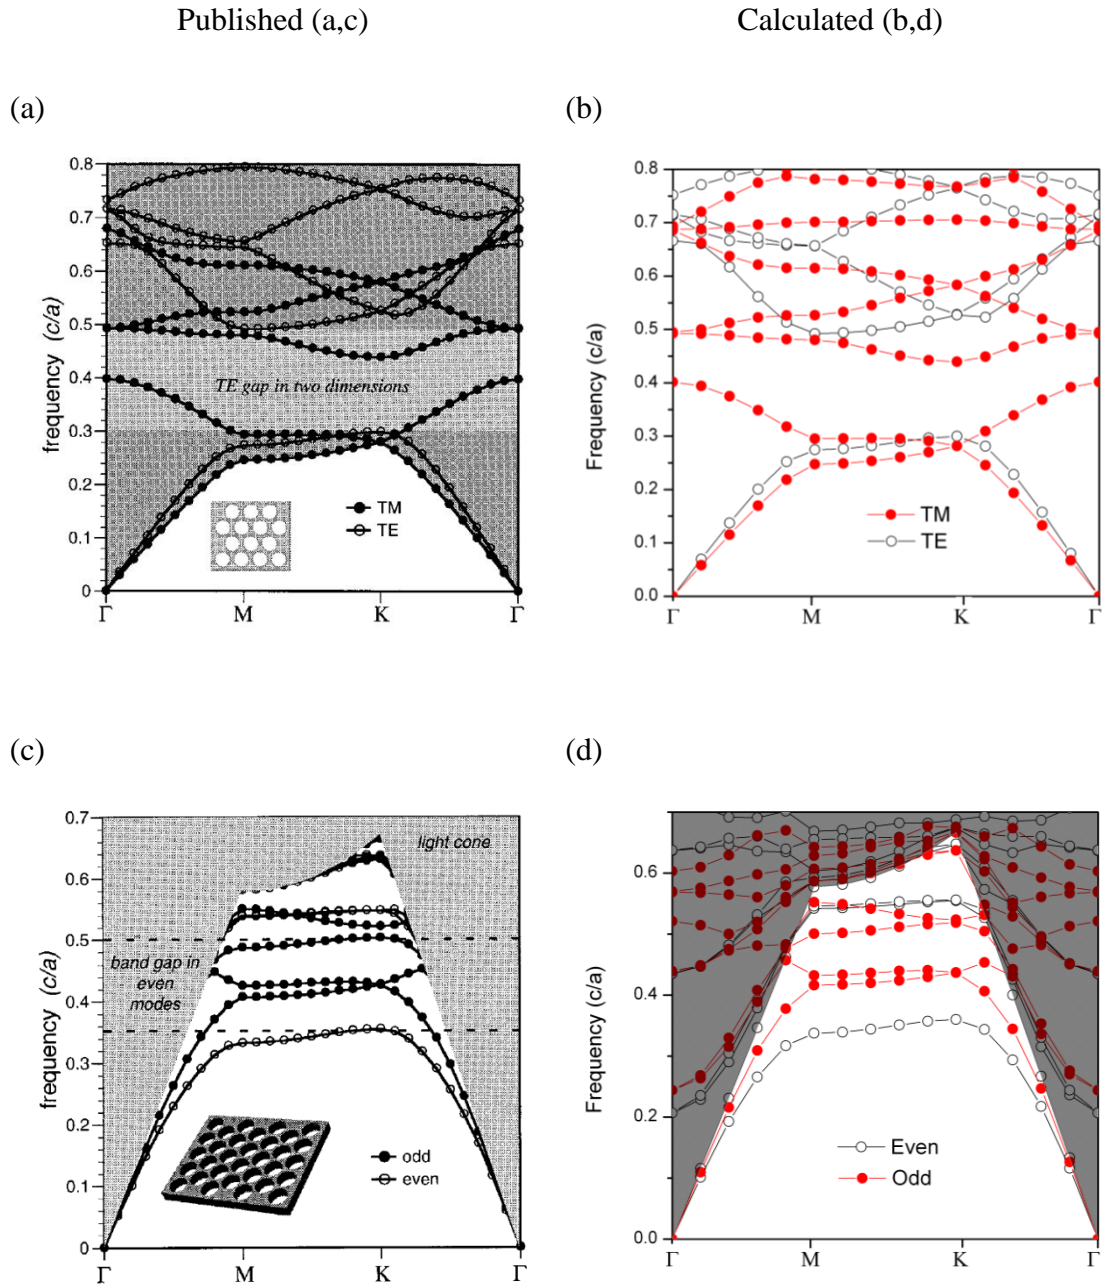 Published (a,c)
Calculated (b,d)
(a)
(b)
0.8
0.7
0.6
0.5
0.4
0.3
0.2
0.1
0
frequency (c/a)
TE gap in two dimensions
TM
TE
Γ M K Γ
0.8
0.7
0.6
0.5
0.4
0.3
0.2
0.1
0.0
Frequency (c/a)
TM
TE
Γ M K Γ
(c)
(d)
0.7
0.6
0.5
0.4
0.3
0.2
0.1
0
frequency (c/a)
light cone
band gap in
even
modes
odd
even
Γ M K Γ
0.6
0.4
0.2
0.0
Frequency (c/a)
Even
Odd
Γ M K Γ